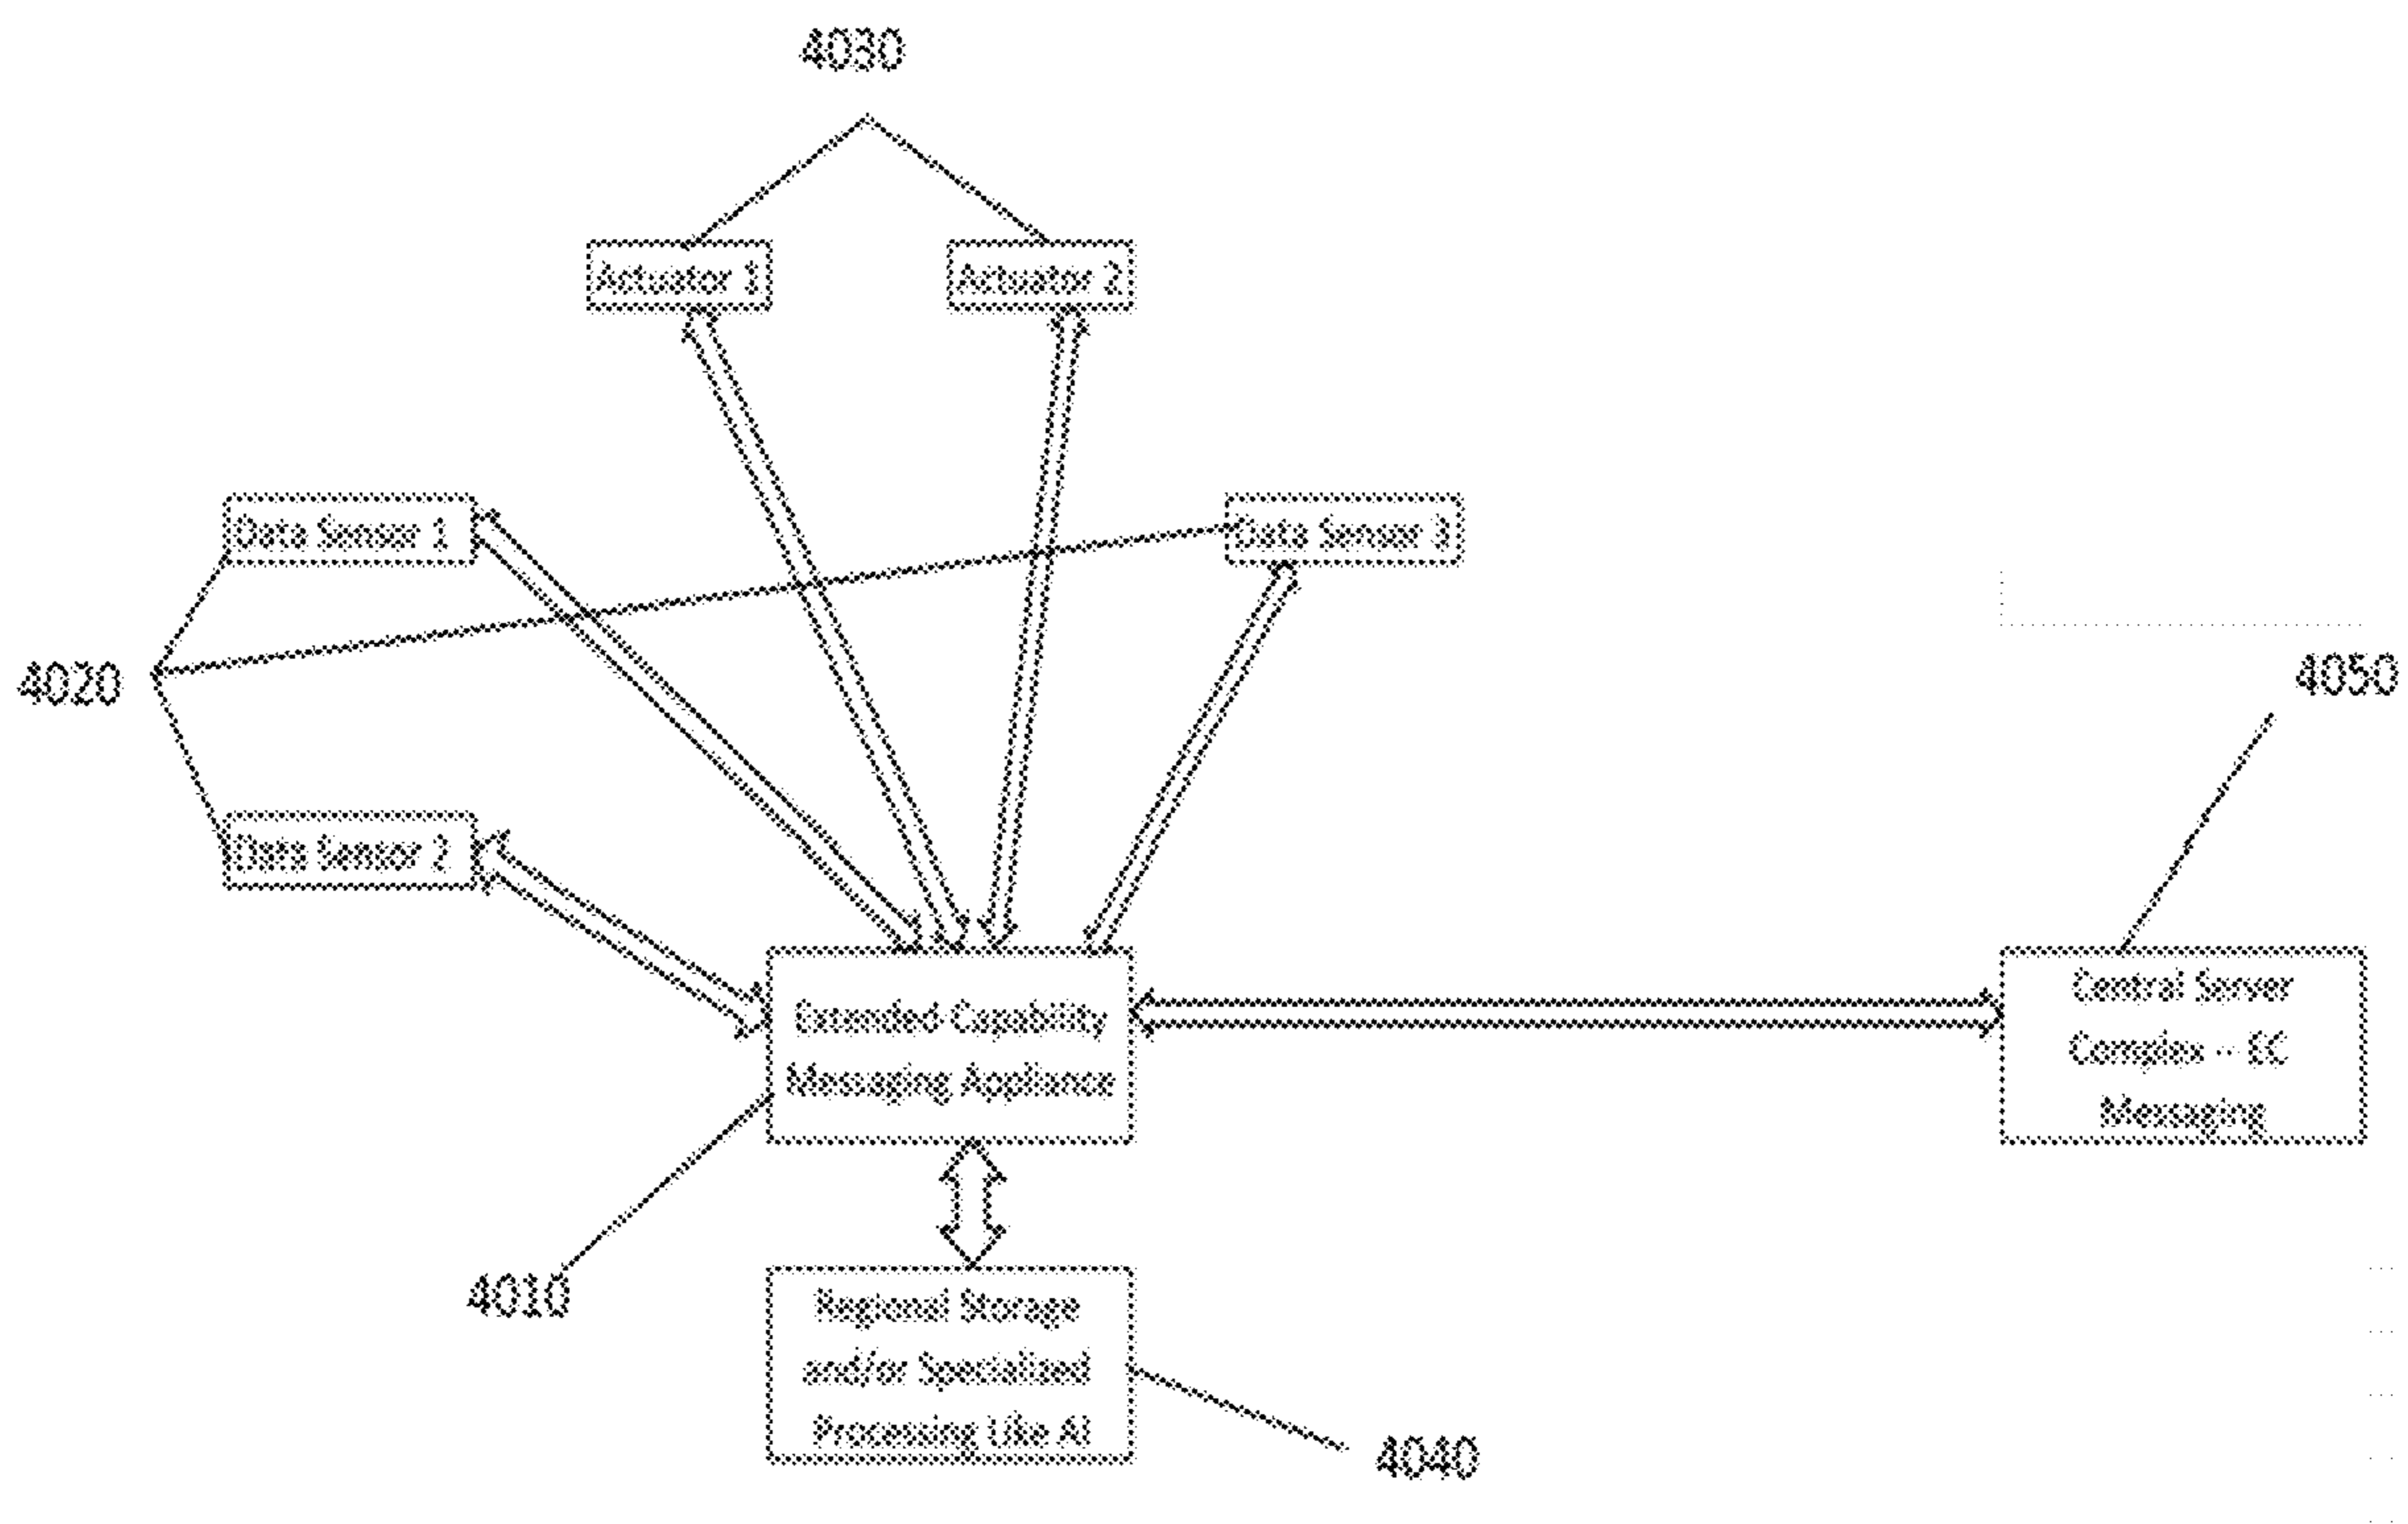 4030
Actuator 1
Actuator 2
Data Sensor 1
Data Sensor 3
4020
4050
Data Sensor 2
Extended Capability
Messaging Appliance
Central Server
Complex - EC
Messaging
4010
Regional Storage
and/or Specialized
Processing Like AI
4040